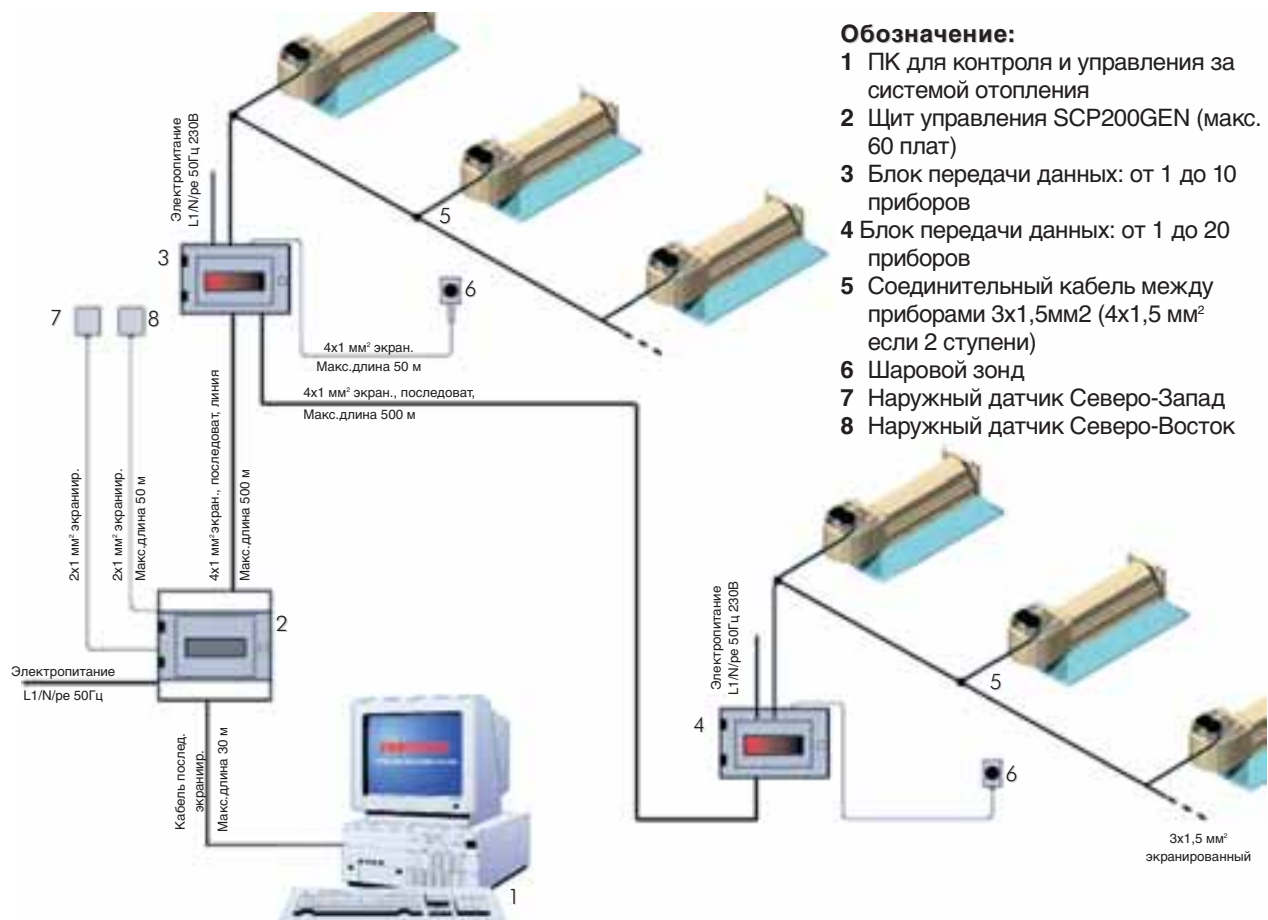 Обозначение:
1 ПК для контроля и управления за
системой отопления
2 Щит управления SCP200GEN (макс.
60 плат)
3 Блок передачи данных: от 1 до 10
приборов
4 Блок передачи данных: от 1 до 20
приборов
5 Соединительный кабель между
приборами 3x1,5мм2 (4x1,5 мм²
если 2 ступени)
6 Шаровой зонд
7 Наружный датчик Северо-Запад
8 Наружный датчик Северо-Восток
Электропитание
L1/N/pe 50Гц 230В
5
3
6
7
8
4x1 мм² экран.
Макс.длина 50 м
4x1 мм² экран., последоват,
Макс.длина 500 м
2x1 мм² экраниир.
2x1 мм² экраниир.
Макс.длина 50 м
4x1 мм² экран., последоват, линия
Макс.длина 500 м
2
Электропитание
L1/N/pe 50Гц
Кабель послед.
экраниир.
Макс.длина 30 м
1
Электропитание
L1/N/pe 50Гц 230В
4
5
6
3x1,5 мм²
экранированный